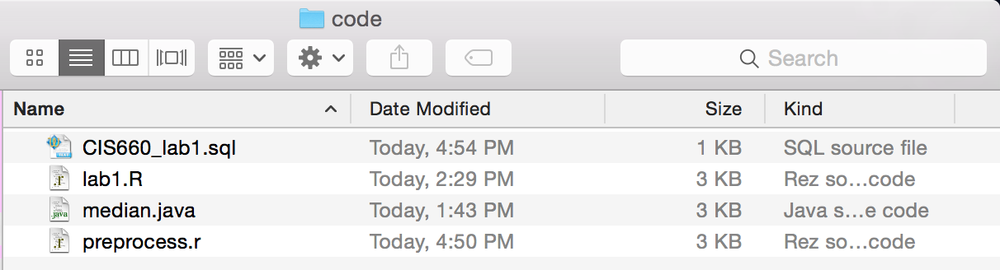 code
Search
Name Date Modified Size Kind
CIS660_lab1.sql Today, 4:54 PM 1 KB SQL source file
lab1.R Today, 2:29 PM 3 KB Rez so…code
median.java Today, 1:43 PM 3 KB Java s…e code
preprocess.r Today, 4:50 PM 3 KB Rez so…code